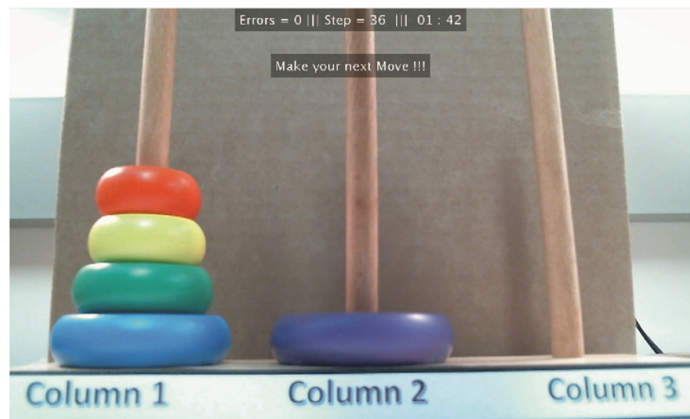 Errors = 0 ||| Step = 36 ||| 01 : 42
Make your next Move !!!
Column 1 Column 2 Column 3